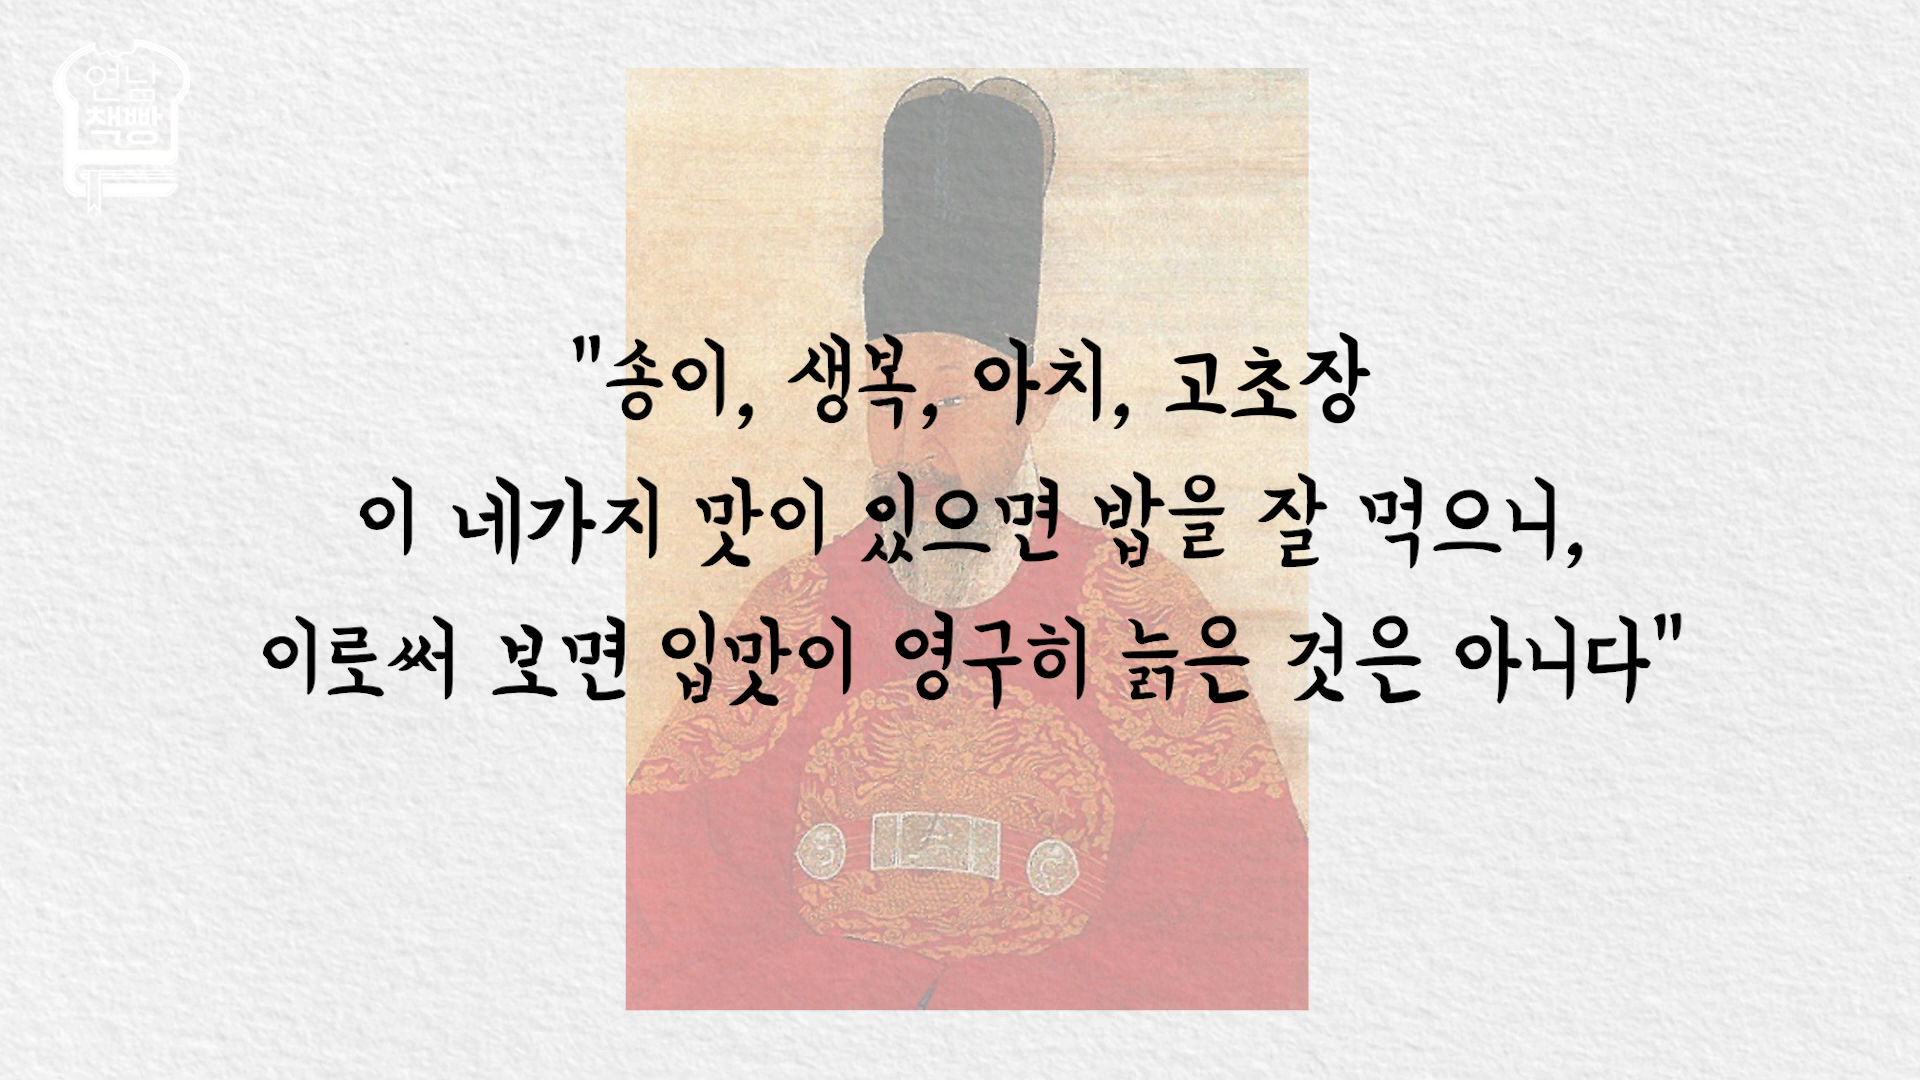 연남
책빵
"송이, 생복, 아치, 고초장
이 네가지 맛이 있으면 밥을 잘 먹으니,
이로써 보면 입맛이 영구히 늙은 것은 아니다"